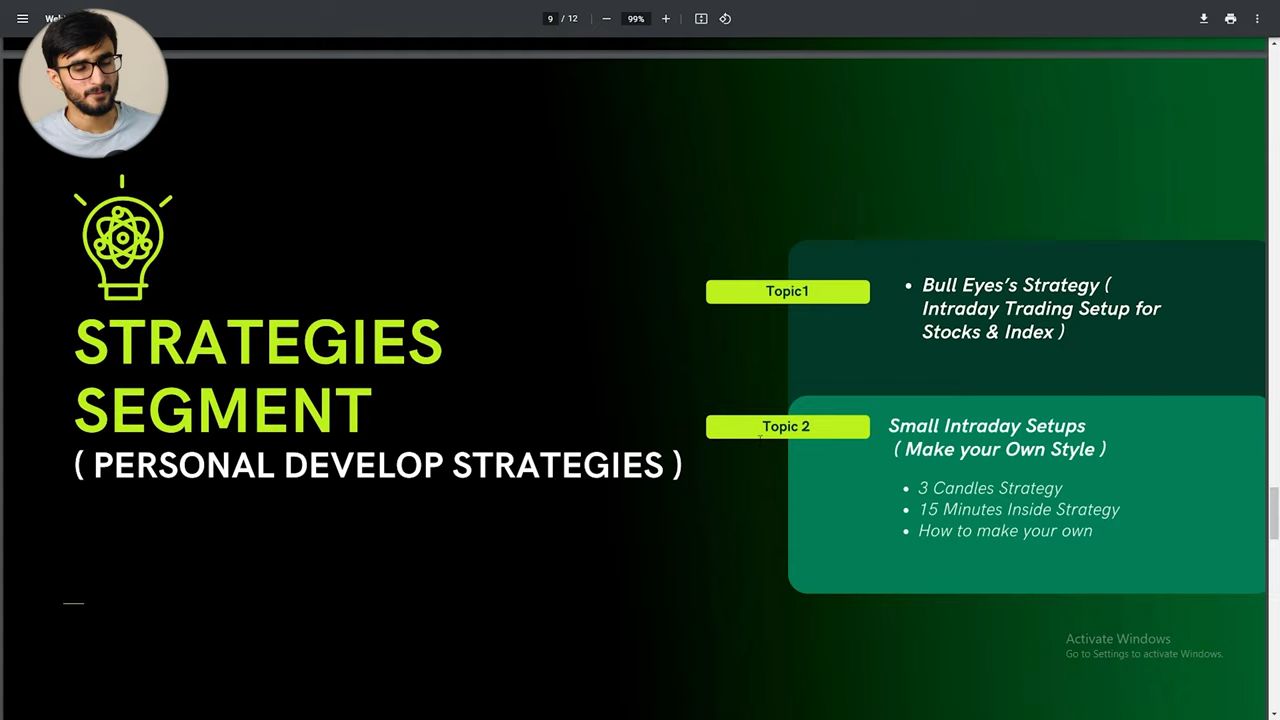 We
9 / 12
99%
STRATEGIES
SEGMENT
( PERSONAL DEVELOP STRATEGIES )
Topic1
• Bull Eyes’s Strategy (
Intraday Trading Setup for
Stocks & Index )
Topic 2
Small Intraday Setups
( Make your Own Style )
• 3 Candles Strategy
• 15 Minutes Inside Strategy
• How to make your own
Activate Windows
Go to Settings to activate Windows.